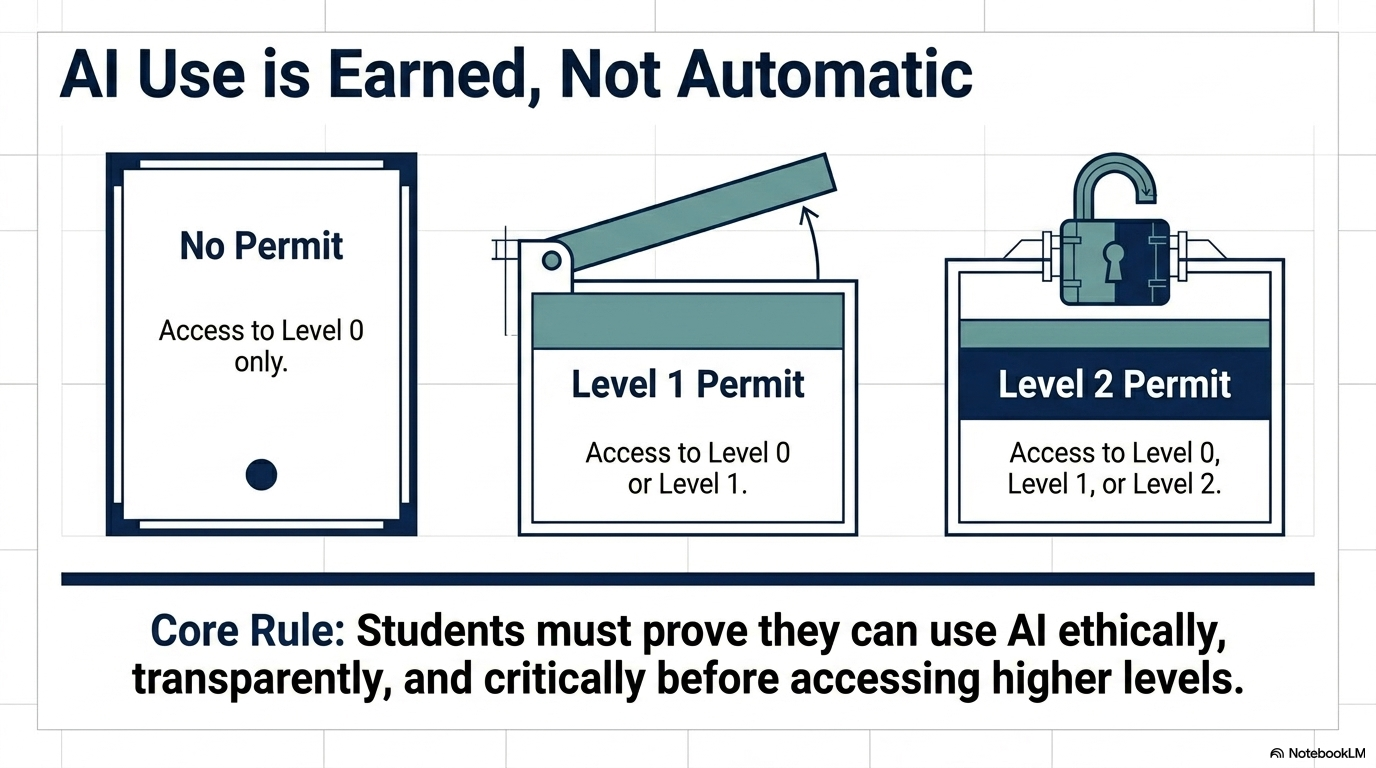 AI Use is Earned, Not Automatic
No Permit
Access to Level 0
only.
Level 1 Permit
Access to Level 0
or Level 1.
Level 2 Permit
Access to Level 0,
Level 1, or Level 2.
Core Rule: Students must prove they can use AI ethically,
transparently, and critically before accessing higher levels.
NotebookLM